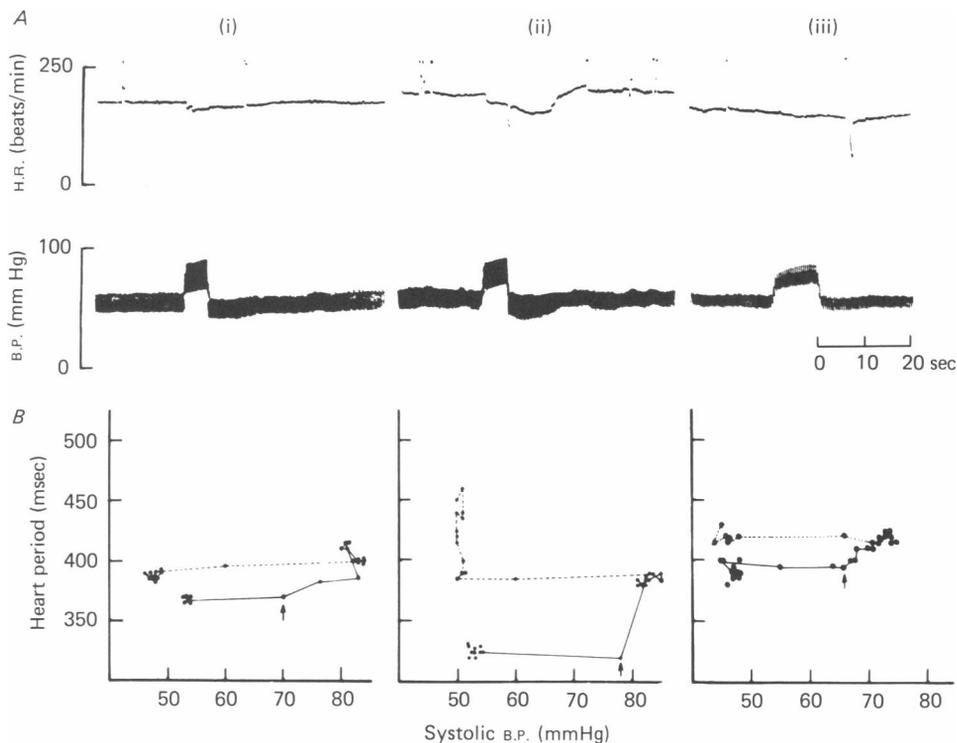 A
(i) (ii) (iii)
H.R. (beats/min)
250
0
B.P. (mm Hg)
100
0
0 10 20 sec
B
Heart period (msec)
500
450
400
350
50 60 70 80
50 60 70 80
50 60 70 80
Systolic B.P. (mmHg)